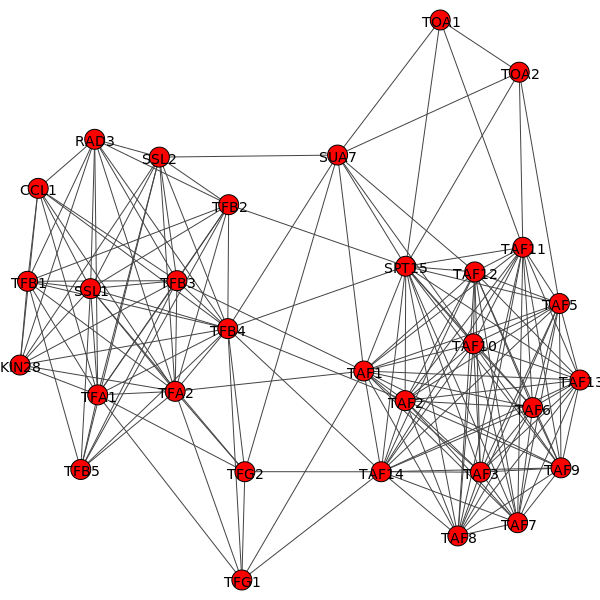 TOA1
TOA2
RAD3
SSL2
SUA7
CCL1
TFB2
TAF11
SPT15
TAF12
TFB1
SSL1
TFB3
TAF5
TFB4
TAF10
KIN28
TAF1
TAF13
TFA1
TFA2
TAF2
TAF6
TFB5
TFG2
TAF14
TAF3
TAF9
TAF7
TAF8
TFG1